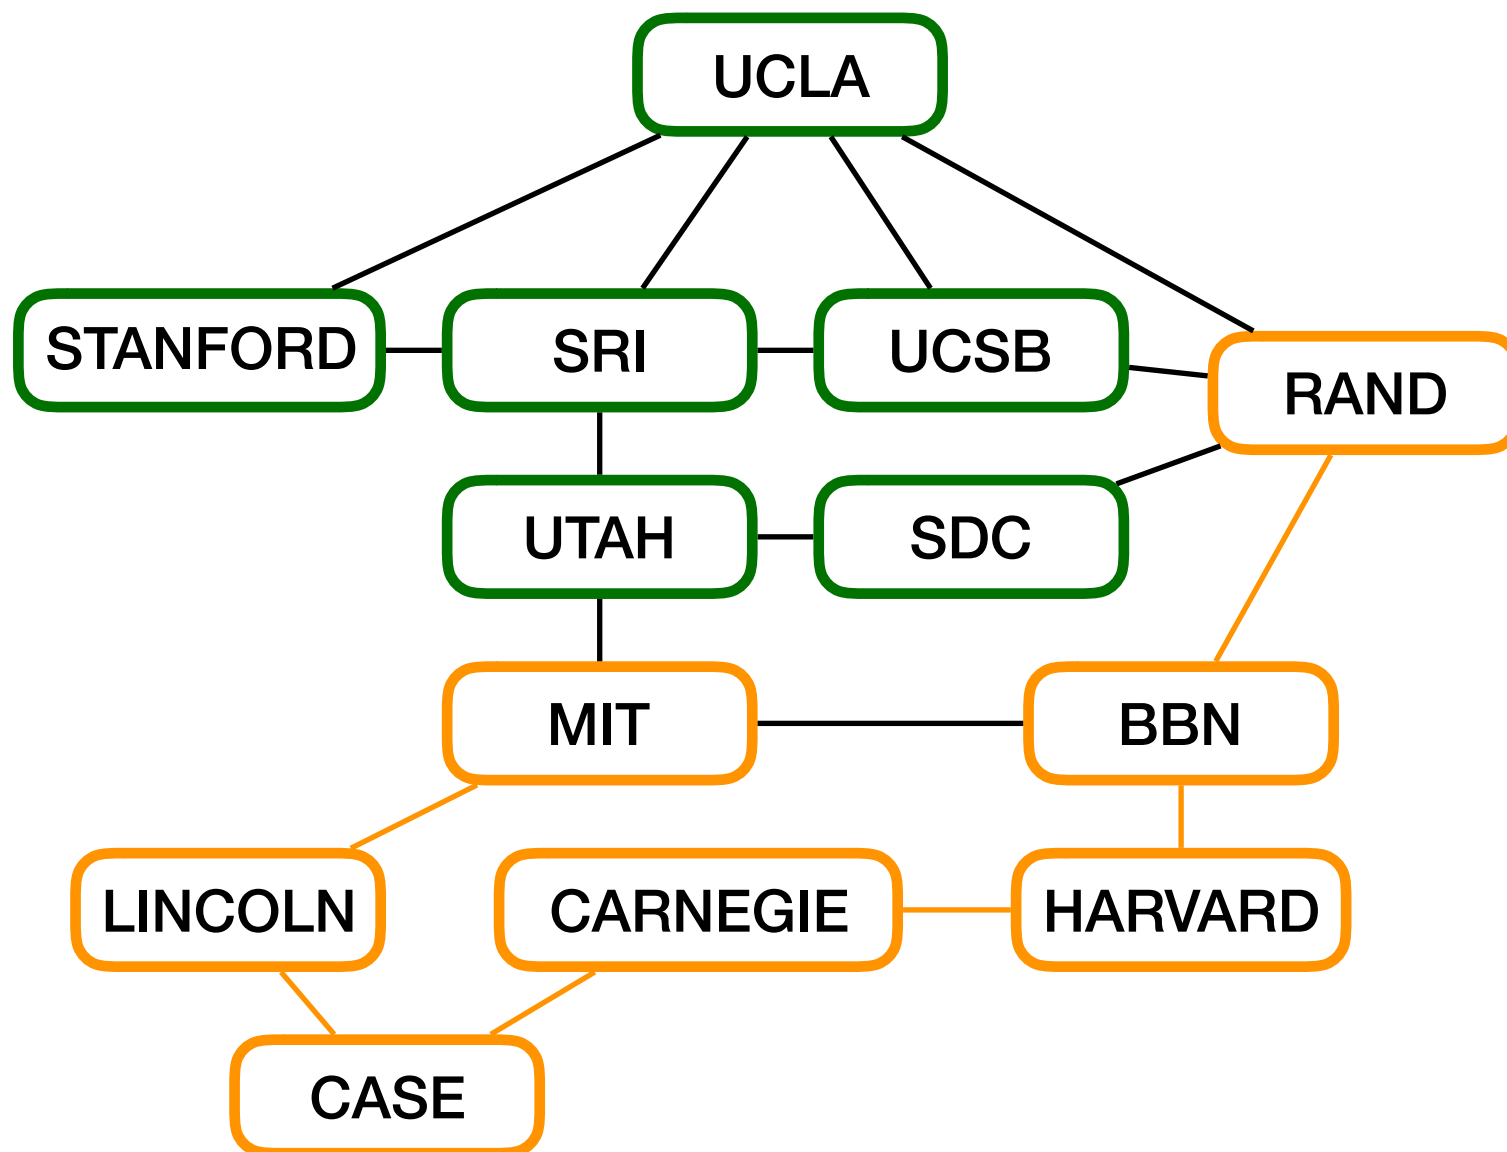 UCLA
STANFORD
SRI
UCSB
RAND
UTAH
SDC
MIT
BBN
LINCOLN
CARNEGIE
HARVARD
CASE